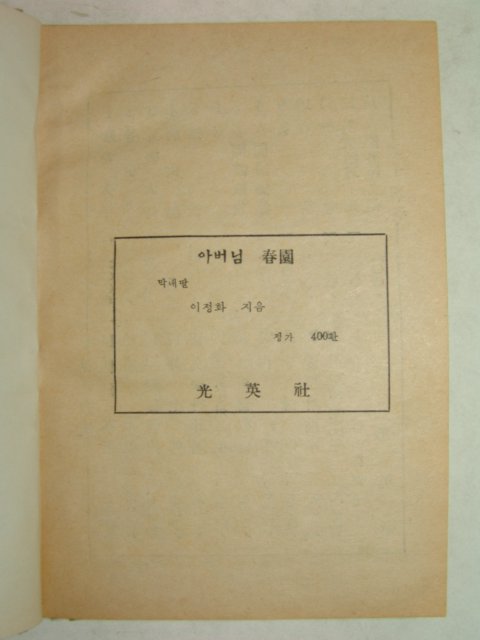 아버님 春園
막내딸
이정화 지음
정가 400환
光英社